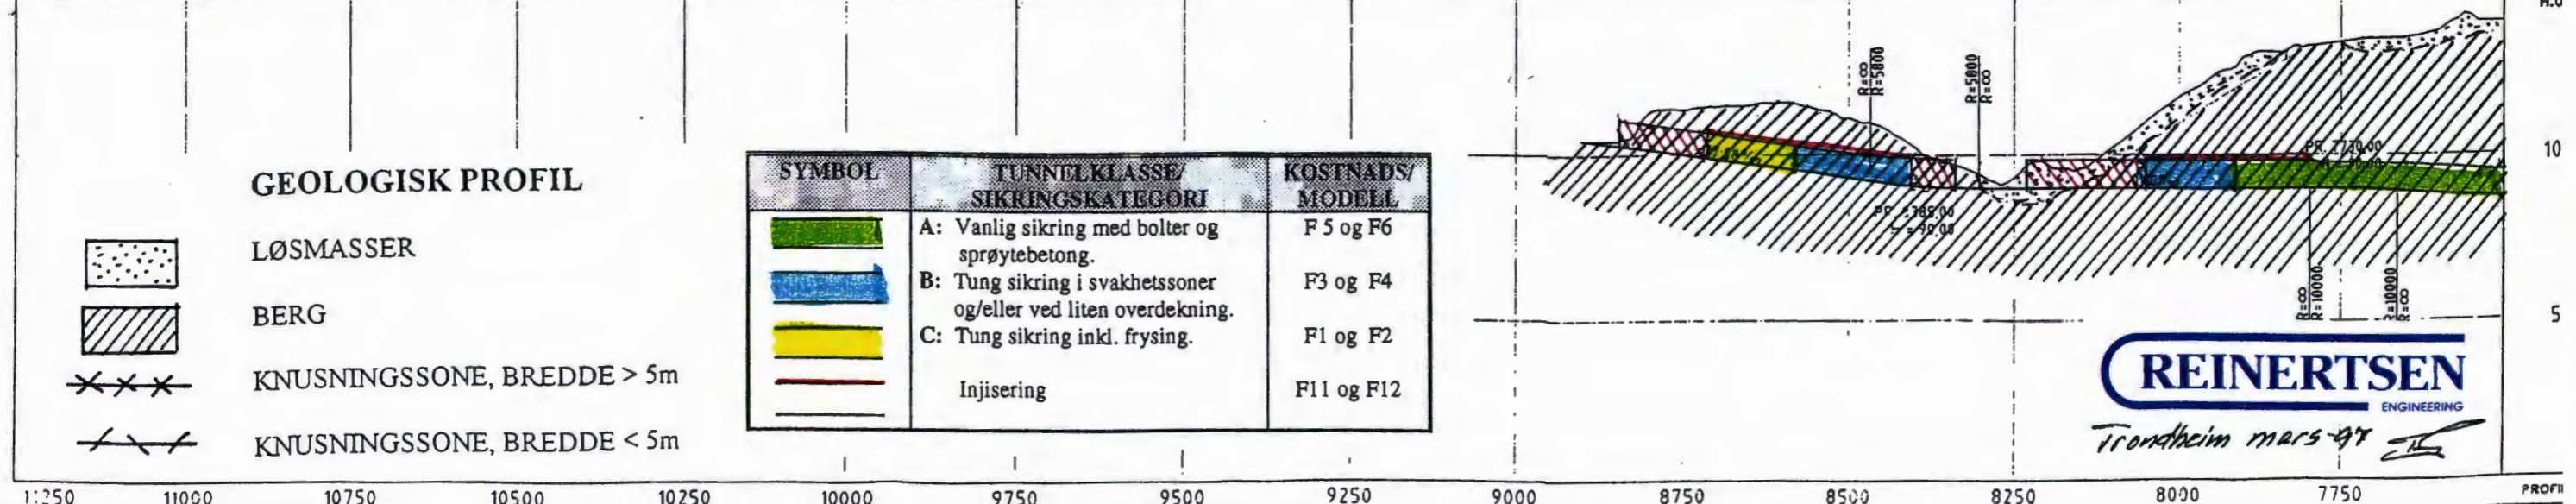 GEOLOGISK PROFIL
LØSMASSER
BERG
KNUSNINGSSONE, BREDDE > 5m
KNUSNINGSSONE, BREDDE < 5m
SYMBOL
TUNNELKLASSE/
SIKRINGSKATEGORI
KOSTNADS/
MODELL
A: Vanlig sikring med bolter og
sprøytebetong.
F 5 og F6
B: Tung sikring i svakhetssoner
og/eller ved liten overdekning.
F3 og F4
C: Tung sikring inkl. frysing.
F1 og F2
Injisering
F11 og F12
R=∞
R=5800
R=5800
R=∞
10
5
R=∞
R=10000
R=10000
R=∞
REINERTSEN
ENGINEERING
Trondheim mars-97
11250 11000 10750 10500 10250 10000 9750 9500 9250 9000 8750 8500 8250 8000 7750 PROFIL